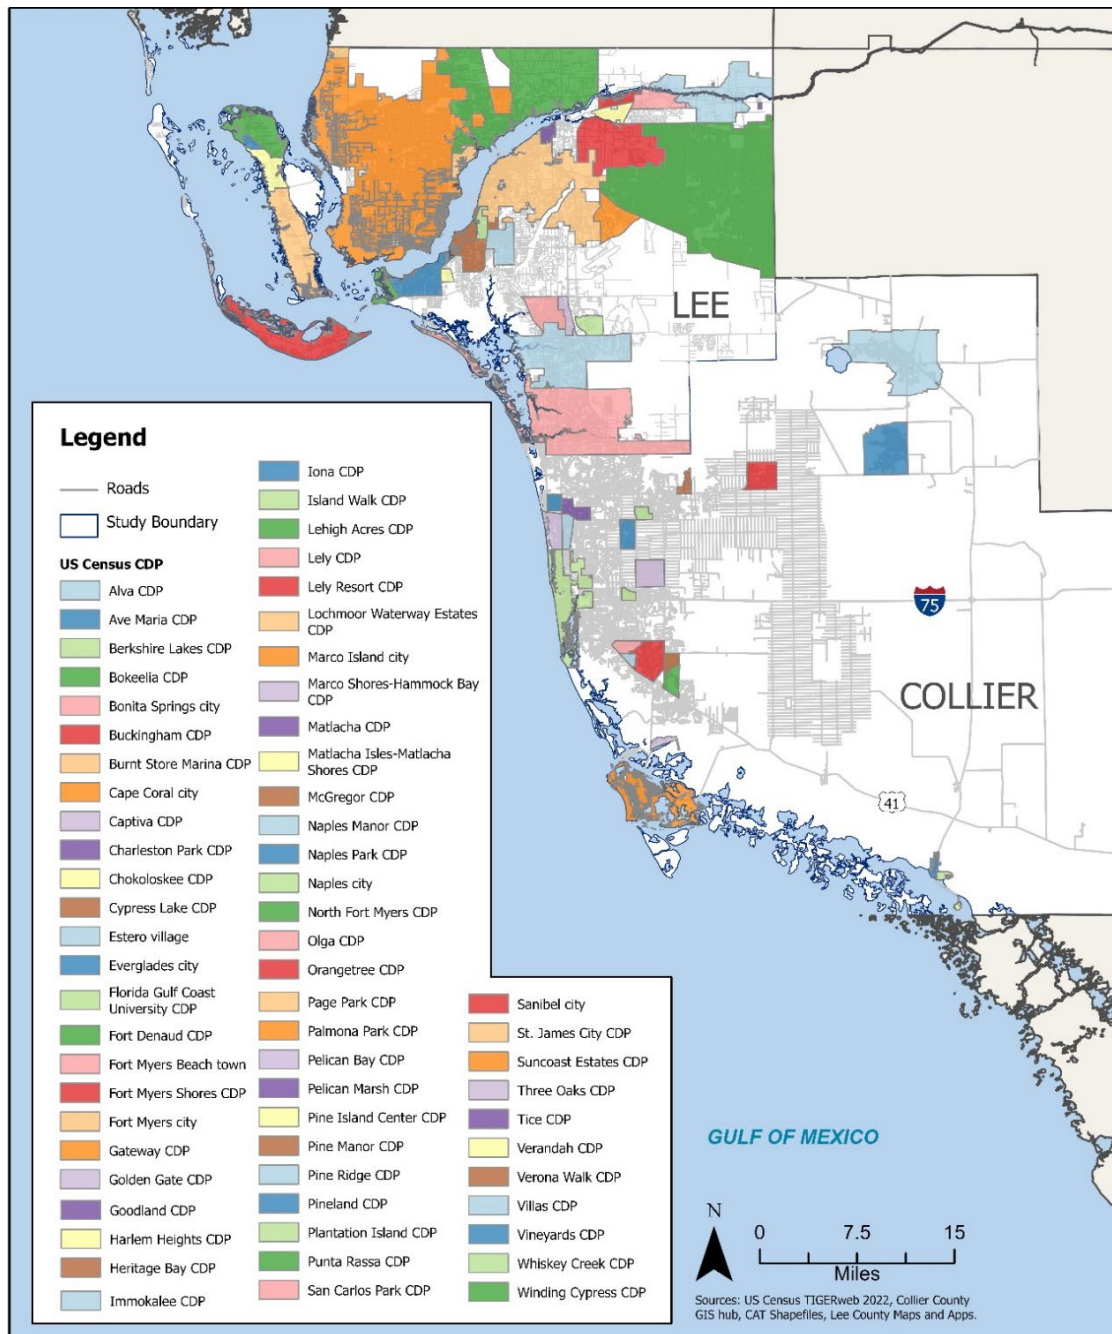 LEE
75
COLLIER
41
GULF OF MEXICO
N
0 7.5 15
Miles
Sources: US Census TIGERweb 2022, Collier County
GIS hub, CAT Shapefiles, Lee County Maps and Apps.
Legend
Roads
Study Boundary
US Census CDP
Alva CDP
Ave Maria CDP
Berkshire Lakes CDP
Bokeelia CDP
Bonita Springs city
Buckingham CDP
Burnt Store Marina CDP
Cape Coral city
Captiva CDP
Charleston Park CDP
Chokoloskee CDP
Cypress Lake CDP
Estero village
Everglades city
Florida Gulf Coast
University CDP
Fort Denaud CDP
Fort Myers Beach town
Fort Myers Shores CDP
Fort Myers city
Gateway CDP
Golden Gate CDP
Goodland CDP
Harlem Heights CDP
Heritage Bay CDP
Immokalee CDP
Iona CDP
Island Walk CDP
Lehigh Acres CDP
Lely CDP
Lely Resort CDP
Lochmoor Waterway Estates
CDP
Marco Island city
Marco Shores-Hammock Bay
CDP
Matlacha CDP
Matlacha Isles-Matlacha
Shores CDP
McGregor CDP
Naples Manor CDP
Naples Park CDP
Naples city
North Fort Myers CDP
Olga CDP
Orangetree CDP
Page Park CDP
Palmona Park CDP
Pelican Bay CDP
Pelican Marsh CDP
Pine Island Center CDP
Pine Manor CDP
Pine Ridge CDP
Pineland CDP
Plantation Island CDP
Punta Rassa CDP
San Carlos Park CDP
Sanibel city
St. James City CDP
Suncoast Estates CDP
Three Oaks CDP
Tice CDP
Verandah CDP
Verona Walk CDP
Villas CDP
Vineyards CDP
Whiskey Creek CDP
Winding Cypress CDP